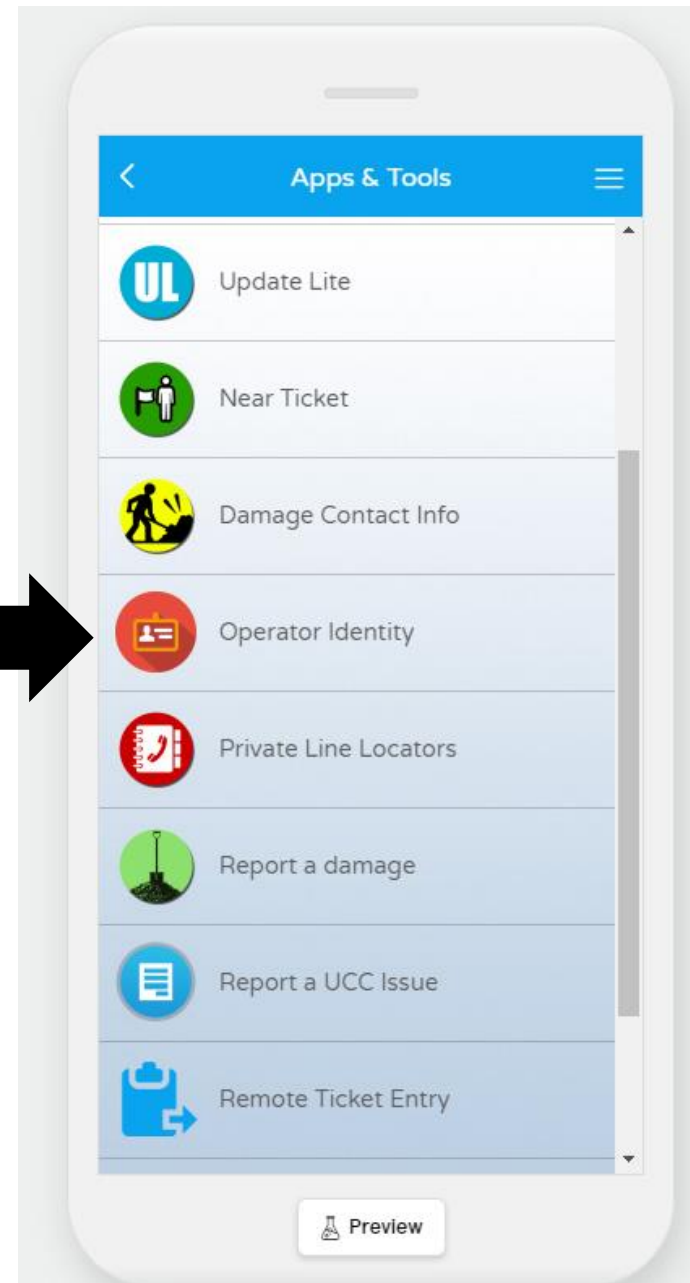 Apps & Tools
UL
Update Lite
Near Ticket
Damage Contact Info
Operator Identity
Private Line Locators
Report a damage
Report a UCC Issue
Remote Ticket Entry
Preview